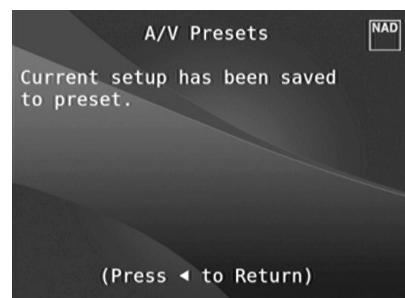 A/V Presets
NAD
Current setup has been saved
to preset.
(Press ◄ to Return)